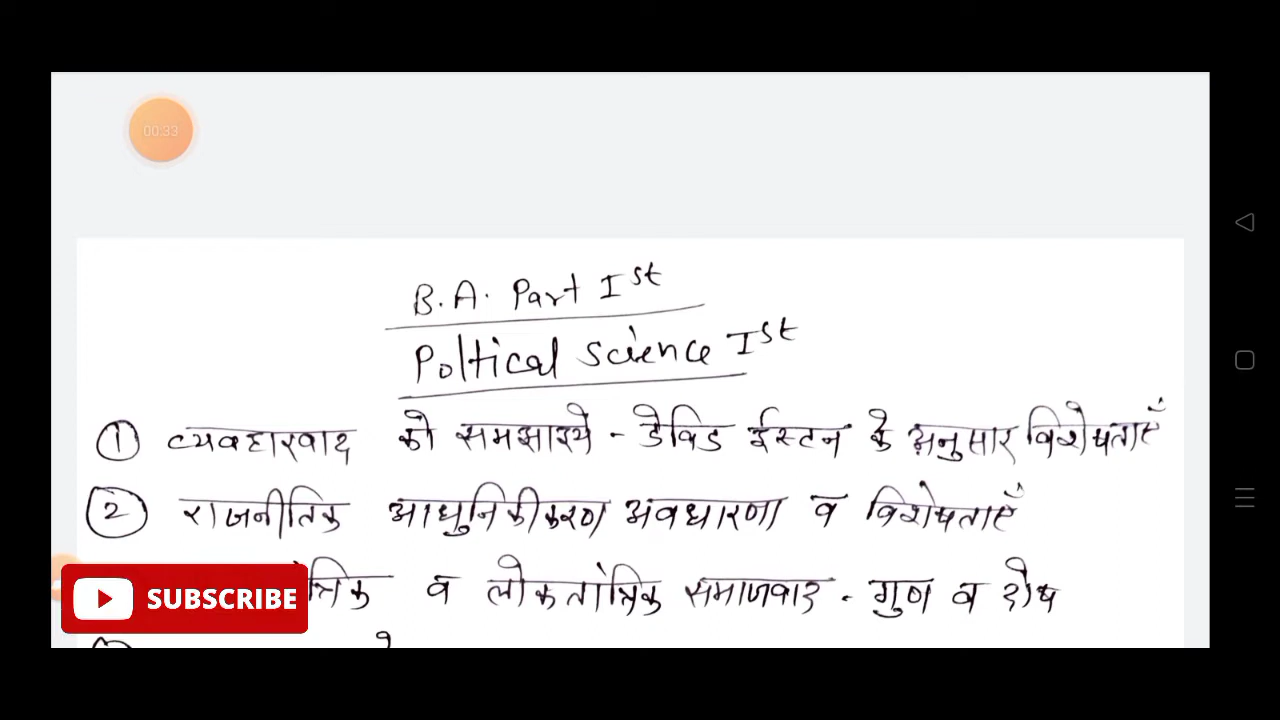 00:33
B.A. Part Ist
Poltical Science Ist
① व्यवहारवाद को समझाइये - डेविड ईस्टन के अनुसार विशेषताएँ
② राजनीतिक आधुनिकीकरण अवधारणा व विशेषताएँ
व लोकतांत्रिक समाजवाद - गुण व दोष
SUBSCRIBE